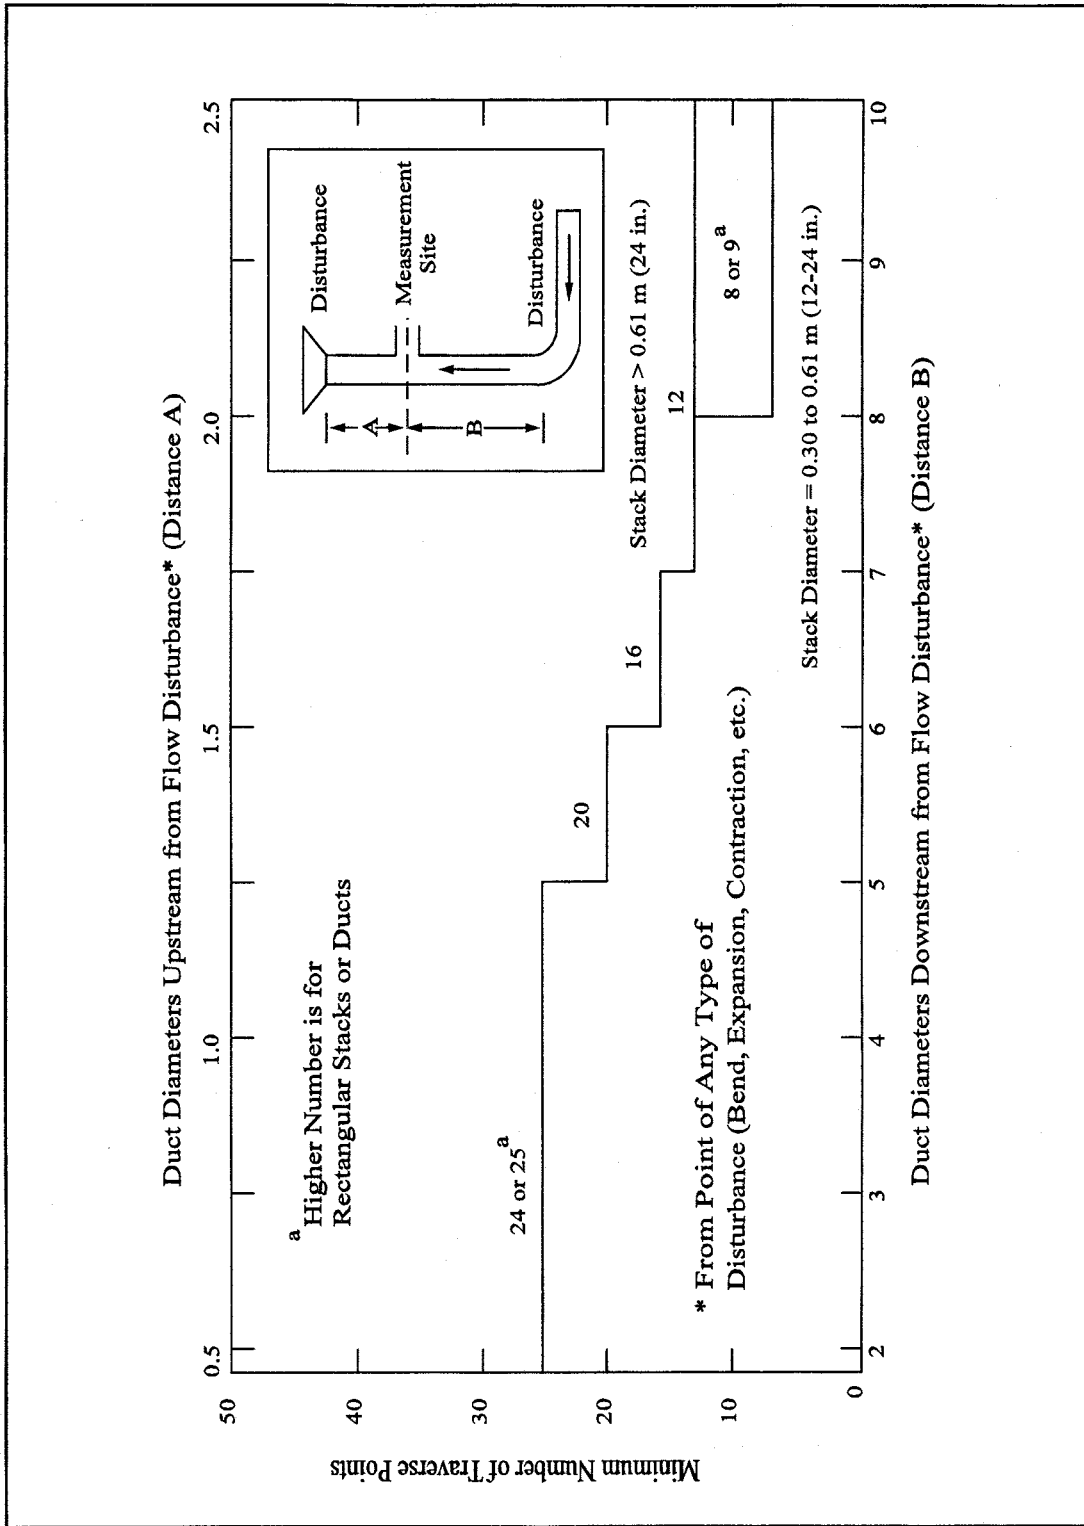 Duct Diameters Upstream from Flow Disturbance* (Distance A)
0.5
1.0
1.5
2.0
2.5
50
40
30
20
10
0
Minimum Number of Traverse Points
a Higher Number is for
Rectangular Stacks or Ducts
Disturbance
Measurement
Site
Disturbance
A
B
24 or 25a
20
16
12
Stack Diameter > 0.61 m (24 in.)
8 or 9a
* From Point of Any Type of
Disturbance (Bend, Expansion, Contraction, etc.)
Stack Diameter = 0.30 to 0.61 m (12-24 in.)
2
3
4
5
6
7
8
9
10
Duct Diameters Downstream from Flow Disturbance* (Distance B)